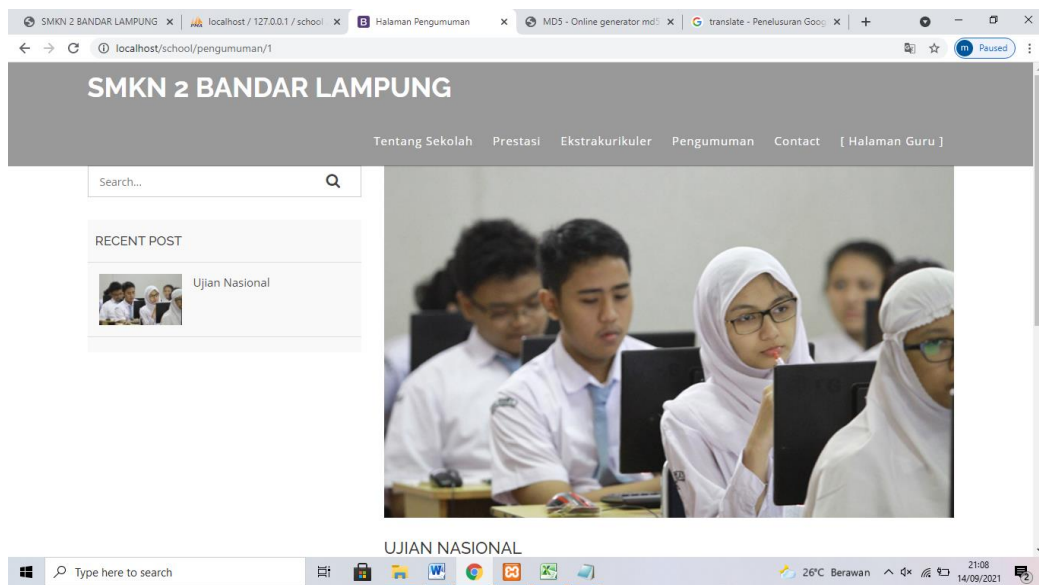 SMKN 2 BANDAR LAMPUNG
localhost / 127.0.0.1 / school
Halaman Pengumuman
MD5 - Online generator md5
translate - Penelusuran Goog
localhost/school/pengumuman/1
m Paused
SMKN 2 BANDAR LAMPUNG
Tentang Sekolah Prestasi Ekstrakurikuler Pengumuman Contact [ Halaman Guru ]
Search...
RECENT POST
Ujian Nasional
UJIAN NASIONAL
Type here to search
26°C Berawan
21:08
14/09/2021
2